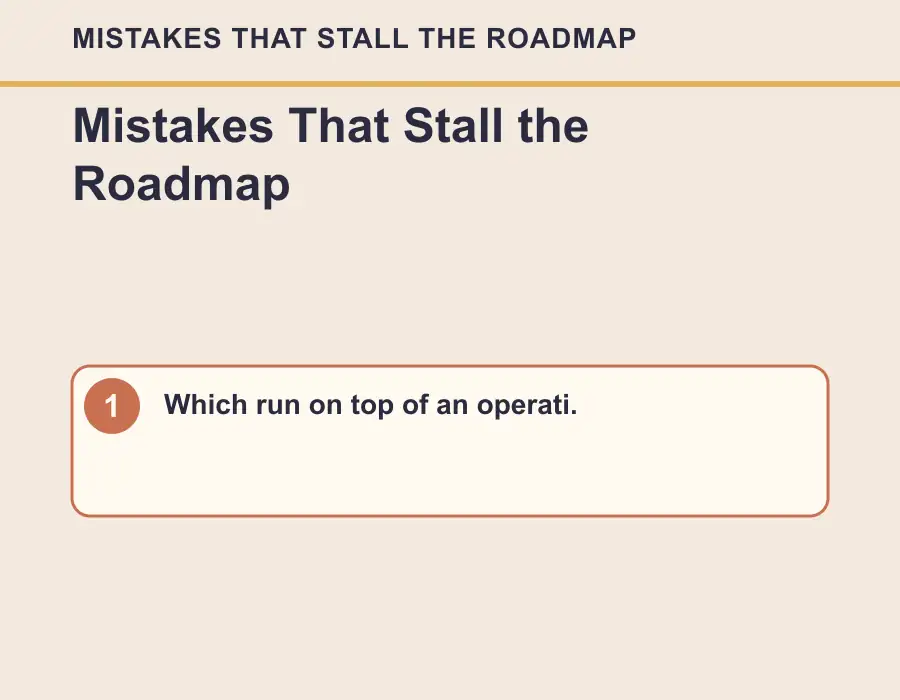 MISTAKES THAT STALL THE ROADMAP
Mistakes That Stall the
Roadmap
1 Which run on top of an operati.